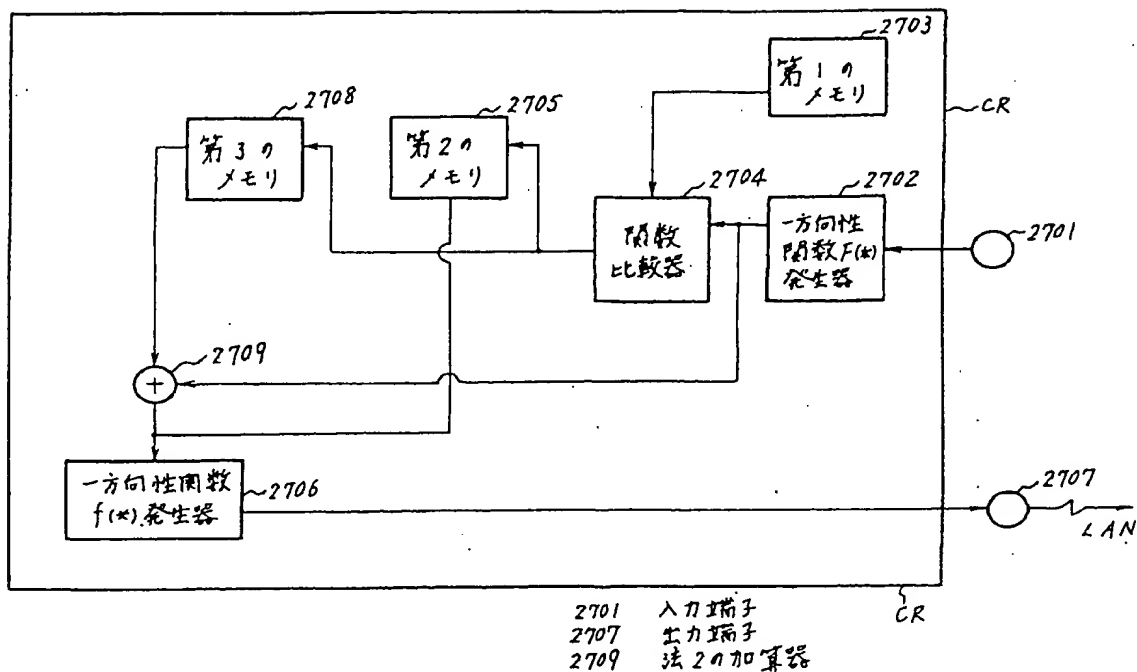 2703
第1の
メモリ
CR
2708
第3の
メモリ
2705
第2の
メモリ
2704
関数
比較器
2702
一方向性
関数F(*)
発生器
2701
2709
+
一方向性関数
f(*)発生器
2706
2707
LAN
CR
2701 入力端子
2707 出力端子
2709 法2の加算器